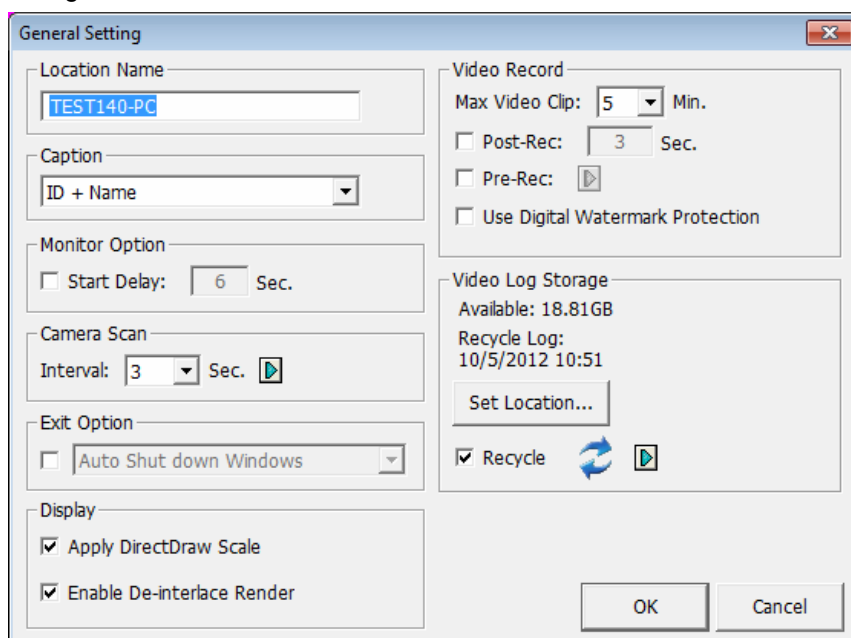 General Setting
Location Name
TEST140-PC
Caption
ID + Name
Monitor Option
Start Delay: 6 Sec.
Camera Scan
Interval: 3 Sec.
Exit Option
Auto Shut down Windows
Display
Apply DirectDraw Scale
Enable De-interlace Render
Video Record
Max Video Clip: 5 Min.
Post-Rec: 3 Sec.
Pre-Rec:
Use Digital Watermark Protection
Video Log Storage
Available: 18.81GB
Recycle Log:
10/5/2012 10:51
Set Location...
Recycle
OK Cancel